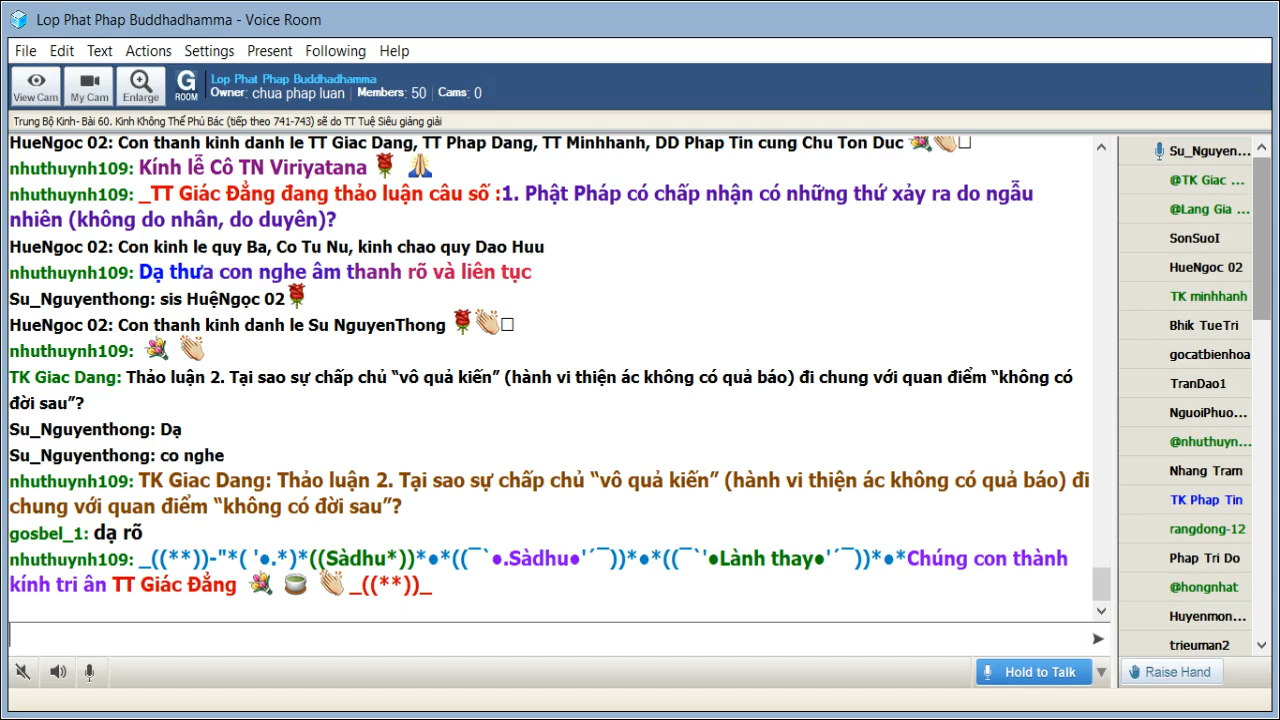 Lop Phat Phap Buddhadhamma - Voice Room
File Edit Text Actions Settings Present Following Help
View Cam My Cam Enlarge G ROOM
Lop Phat Phap Buddhadhamma
Owner: chua phap luan | Members: 50 | Cams: 0
Trung Bộ Kinh- Bài 60. Kinh Không Thể Phủ Bác (tiếp theo 741-743) sẽ do TT Tuệ Siêu giảng giải
HueNgoc 02: Con thanh kinh danh le TT Giac Dang, TT Phap Dang, TT Minhhanh, DD Phap Tin cung Chu Ton Duc 💐👏□
nhuthuynh109: Kính lễ Cô TN Viriyatana 🌹 🙏
nhuthuynh109: _TT Giác Đẳng đang thảo luận câu số :1. Phật Pháp có chấp nhận có những thứ xảy ra do ngẫu
nhiên (không do nhân, do duyên)?
HueNgoc 02: Con kinh le quy Ba, Co Tu Nu, kinh chao quy Dao Huu
nhuthuynh109: Dạ thưa con nghe âm thanh rõ và liên tục
Su_Nguyenthong: sis HuệNgọc 02🌹
HueNgoc 02: Con thanh kinh danh le Su NguyenThong 🌹👏□
nhuthuynh109: 💐 👏
TK Giac Dang: Thảo luận 2. Tại sao sự chấp chủ “vô quả kiến” (hành vi thiện ác không có quả báo) đi chung với quan điểm “không có
đời sau”?
Su_Nguyenthong: Dạ
Su_Nguyenthong: co nghe
nhuthuynh109: TK Giac Dang: Thảo luận 2. Tại sao sự chấp chủ “vô quả kiến” (hành vi thiện ác không có quả báo) đi
chung với quan điểm “không có đời sau”?
gosbel_1: dạ rõ
nhuthuynh109: _((**))-"*( '●.*)*((Sàdhu*))*●*((¯`●.Sàdhu●'´¯))*●*((¯`'●Lành thay●'´¯))*●*Chúng con thành
kính tri ân TT Giác Đẳng 💐 🍵 👏 _((**))_
Hold to Talk
Su_Nguyen...
@TK Giac ...
@Lang Gia ...
SonSuoI
HueNgoc 02
TK minhhanh
Bhik TueTri
gocatbienhoa
TranDao1
NguoiPhuo...
@nhuthuyn...
Nhang Tram
TK Phap Tin
rangdong-12
Phap Tri Do
@hongnhat
Huyenmon...
trieuman2
Raise Hand